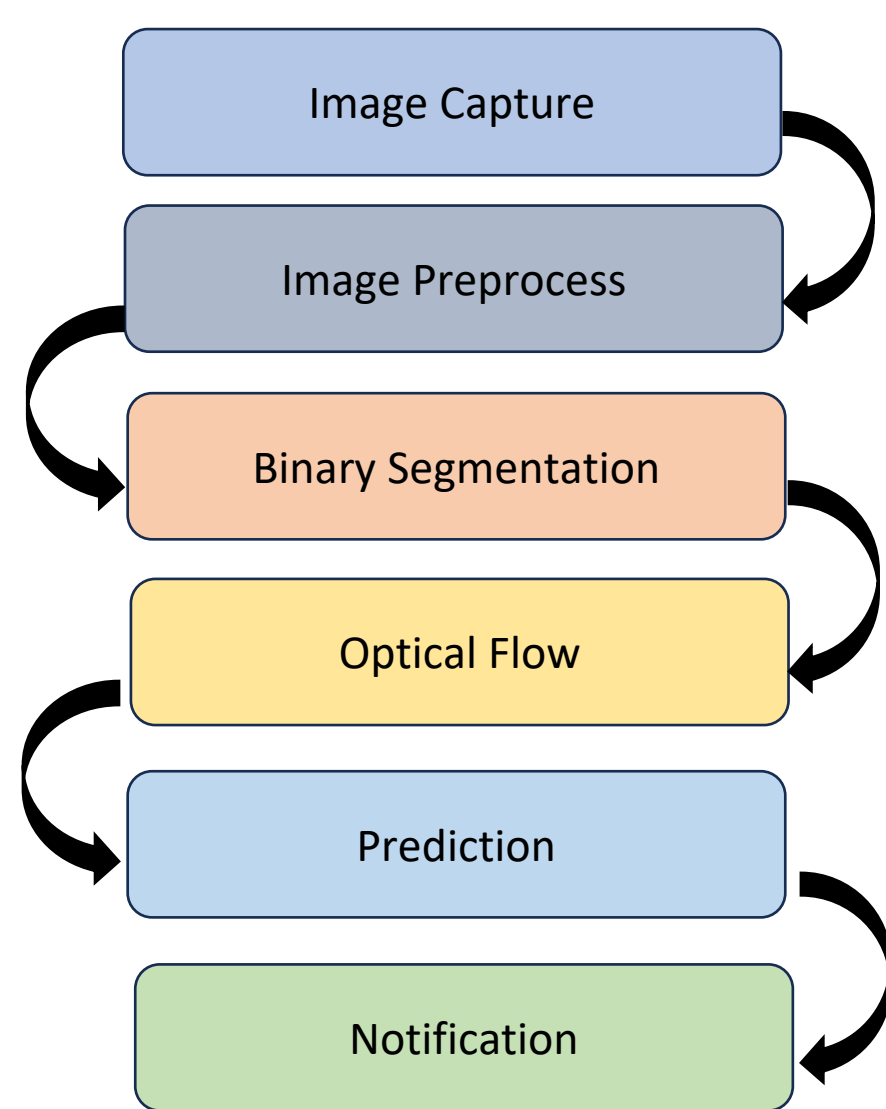 Image Capture
Image Preprocess
Binary Segmentation
Optical Flow
Prediction
Notification